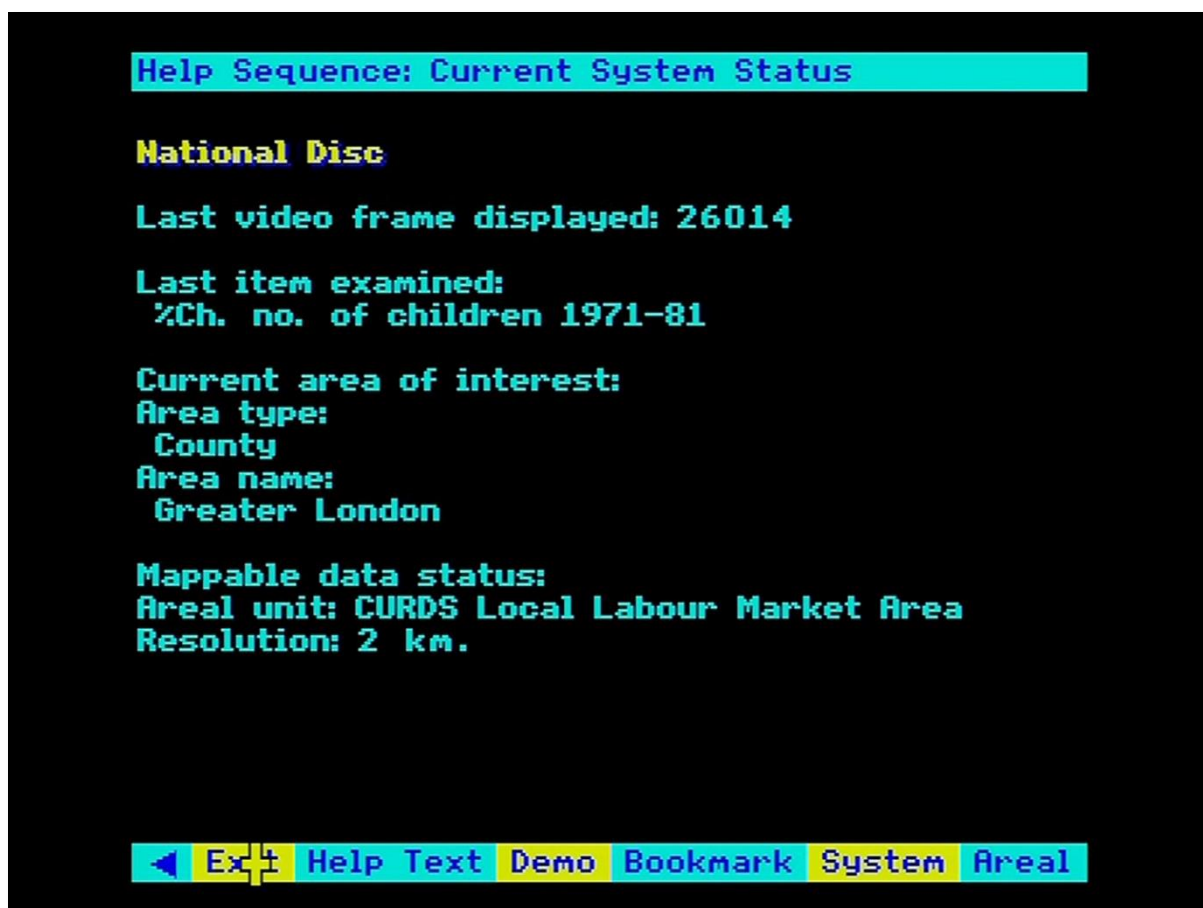 Help Sequence: Current System Status
National Disc
Last video frame displayed: 26014
Last item examined:
%Ch. no. of children 1971-81
Current area of interest:
Area type:
County
Area name:
Greater London
Mappable data status:
Areal unit: CURDS Local Labour Market Area
Resolution: 2 km.
◄ Exit Help Text Demo Bookmark System Areal